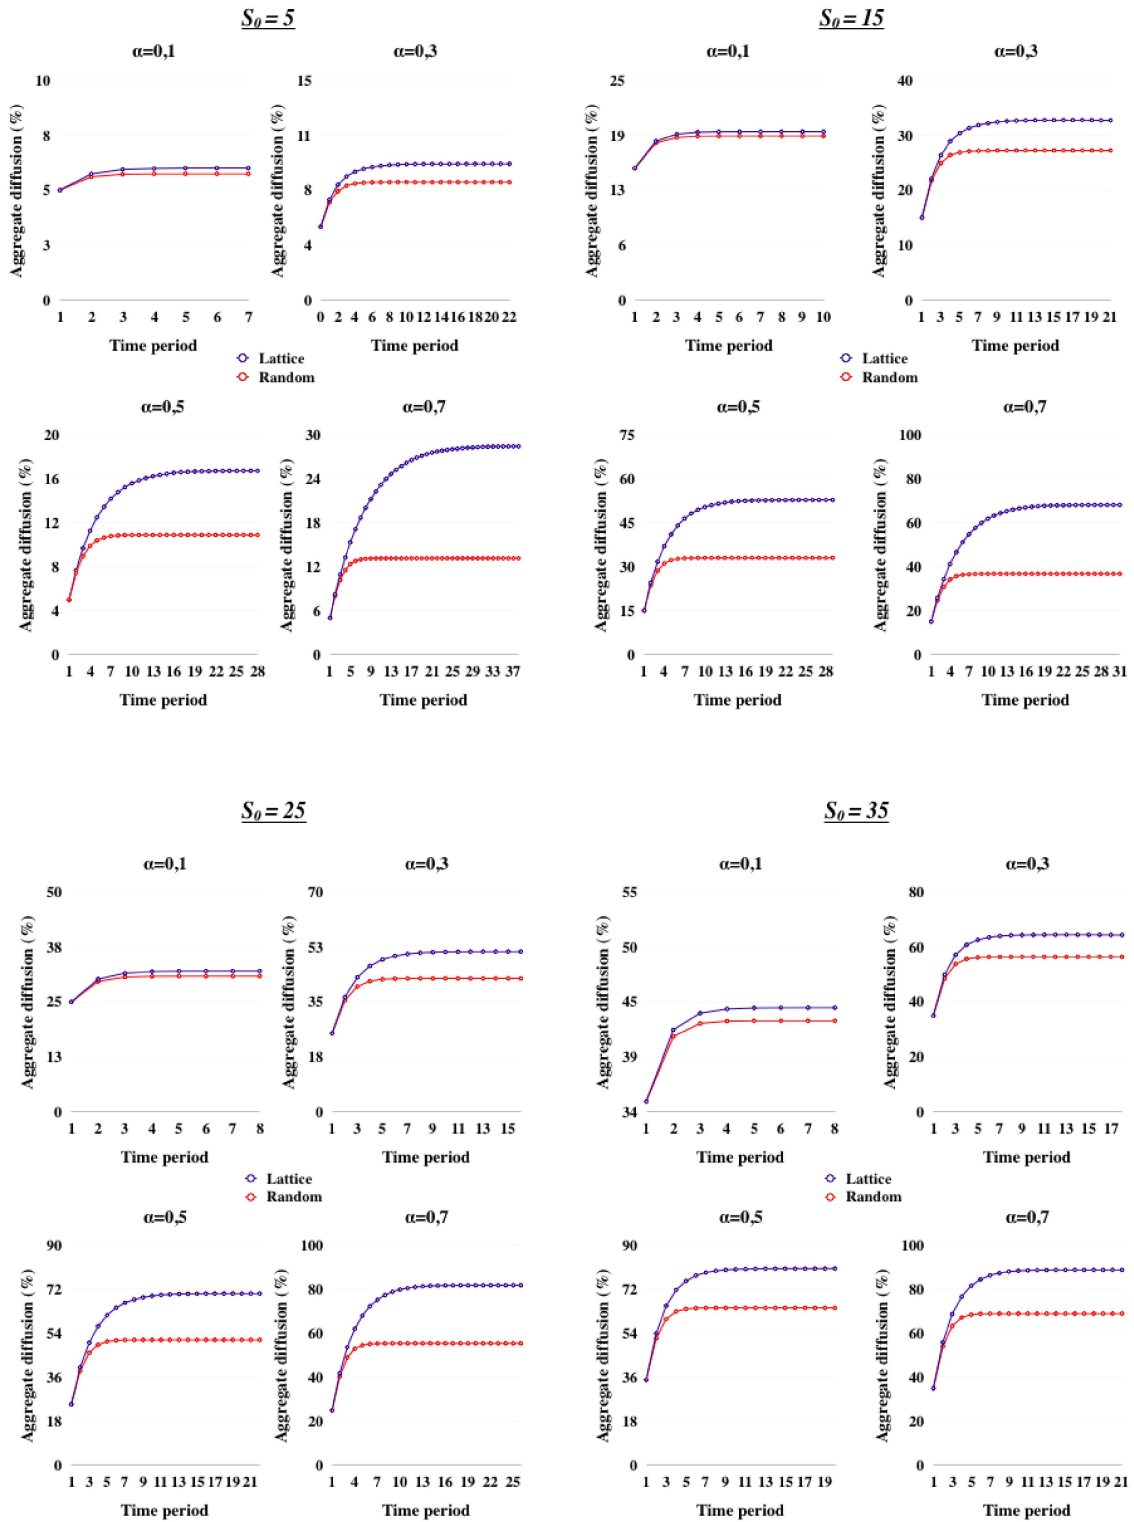 S0 = 5
S0 = 15
α=0,1
α=0,3
α=0,1
α=0,3
Aggregate diffusion (%)
10
8
5
3
0
1 2 3 4 5 6 7
Time period
Aggregate diffusion (%)
15
11
8
4
0
0 2 4 6 8 10 12 14 16 18 20 22
Time period
Aggregate diffusion (%)
25
19
13
6
0
1 2 3 4 5 6 7 8 9 10
Time period
Aggregate diffusion (%)
40
30
20
10
0
1 3 5 7 9 11 13 15 17 19 21
Time period
Lattice
Random
Lattice
Random
α=0,5
α=0,7
α=0,5
α=0,7
Aggregate diffusion (%)
20
16
12
8
4
0
1 4 7 10 13 16 19 22 25 28
Time period
Aggregate diffusion (%)
30
24
18
12
6
0
1 5 9 13 17 21 25 29 33 37
Time period
Aggregate diffusion (%)
75
60
45
30
15
0
1 4 7 10 13 16 19 22 25 28
Time period
Aggregate diffusion (%)
100
80
60
40
20
0
1 4 7 10 13 16 19 22 25 28 31
Time period
S0 = 25
S0 = 35
α=0,1
α=0,3
α=0,1
α=0,3
Aggregate diffusion (%)
50
38
25
13
0
1 2 3 4 5 6 7 8
Time period
Aggregate diffusion (%)
70
53
35
18
0
1 3 5 7 9 11 13 15
Time period
Aggregate diffusion (%)
55
50
45
39
34
1 2 3 4 5 6 7 8
Time period
Aggregate diffusion (%)
80
60
40
20
0
1 3 5 7 9 11 13 15 17
Time period
Lattice
Random
Lattice
Random
α=0,5
α=0,7
α=0,5
α=0,7
Aggregate diffusion (%)
90
72
54
36
18
0
1 3 5 7 9 11 13 15 17 19 21
Time period
Aggregate diffusion (%)
100
80
60
40
20
0
1 4 7 10 13 16 19 22 25
Time period
Aggregate diffusion (%)
90
72
54
36
18
0
1 3 5 7 9 11 13 15 17 19
Time period
Aggregate diffusion (%)
100
80
60
40
20
0
1 3 5 7 9 11 13 15 17 19 21
Time period